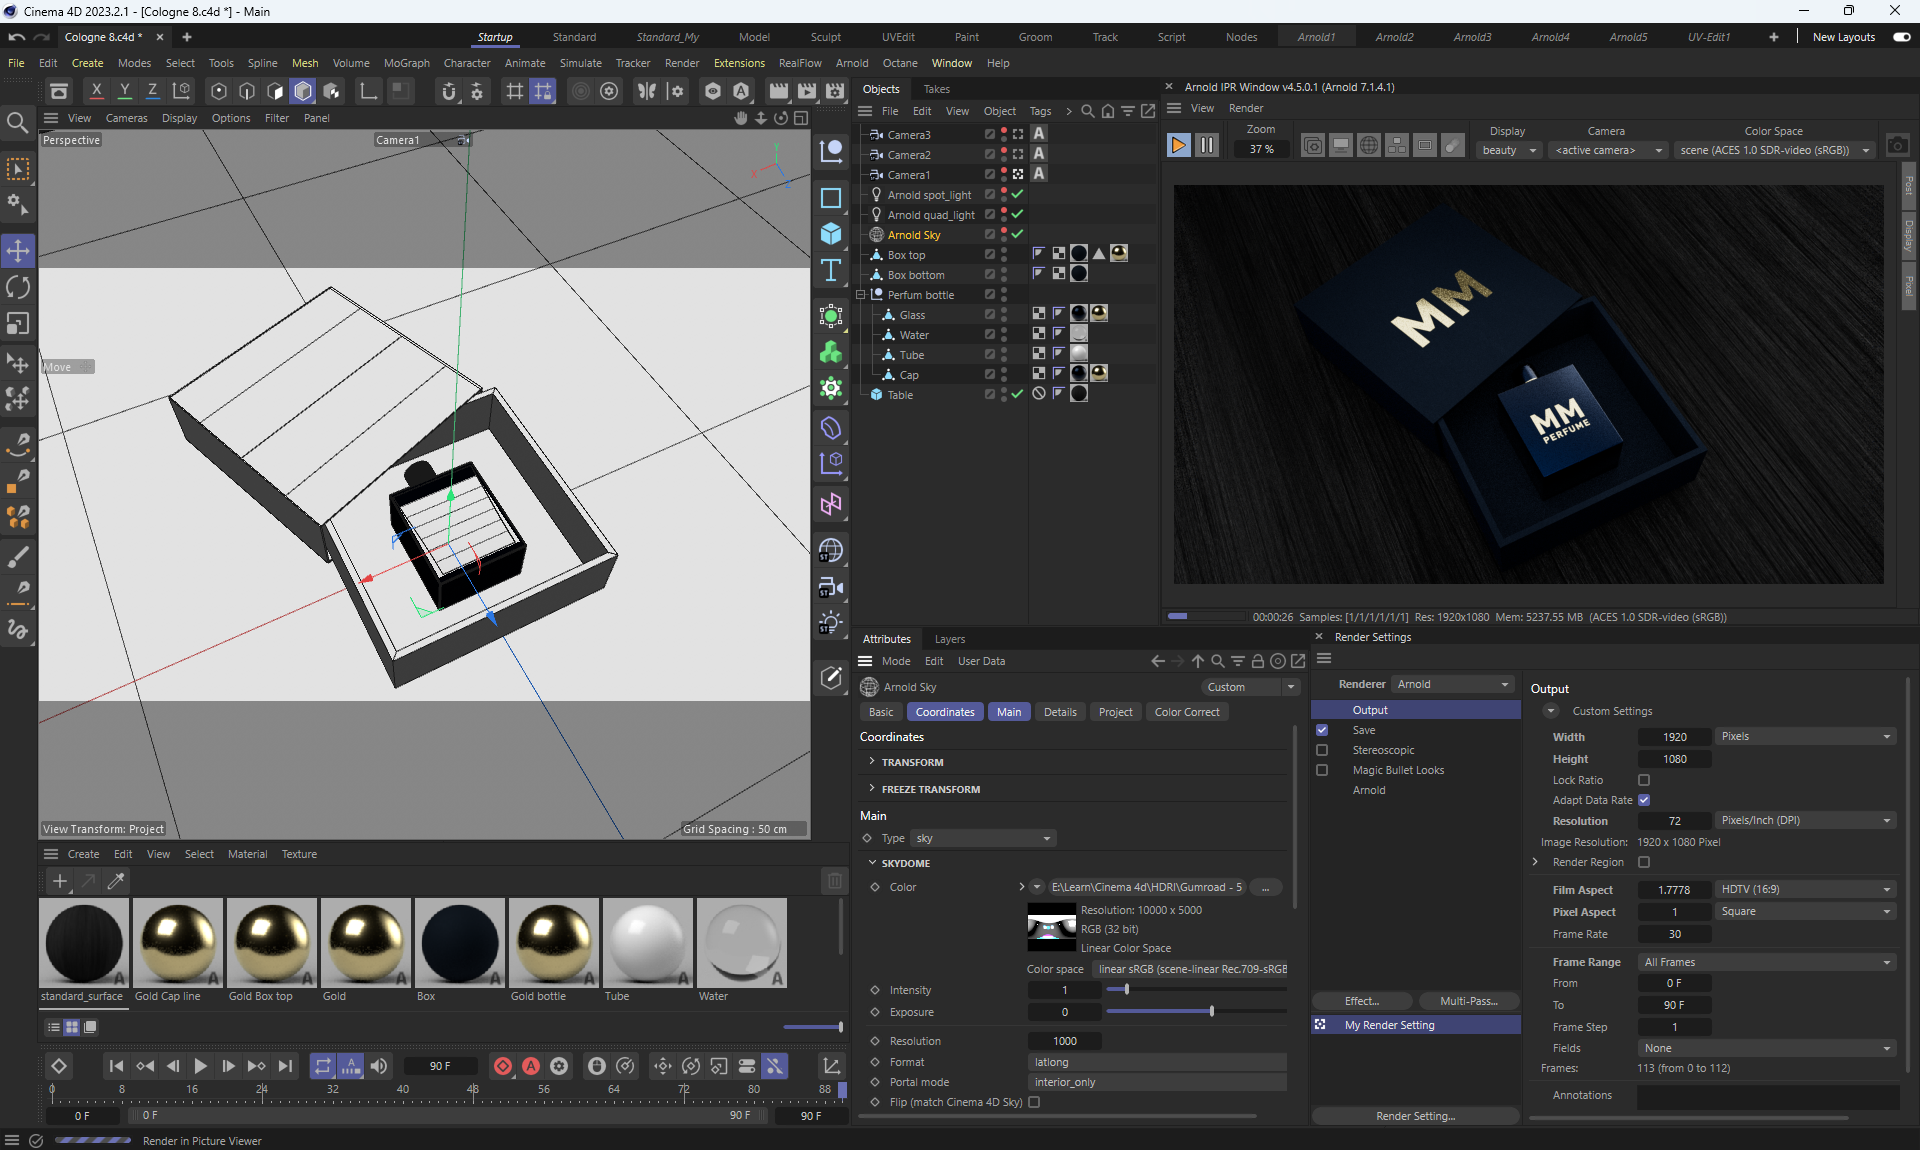 Cinema 4D 2023.2.1 - [Cologne 8.c4d *] - Main
Cologne 8.c4d *
Startup Standard Standard_My Model Sculpt UVEdit Paint Groom Track Script Nodes Arnold1 Arnold2 Arnold3 Arnold4 Arnold5 UV-Edit1 New Layouts
File Edit Create Modes Select Tools Spline Mesh Volume MoGraph Character Animate Simulate Tracker Render Extensions RealFlow Arnold Octane Window Help
X Y Z
View Cameras Display Options Filter Panel
Perspective
Camera1
Y
X
Z
Move
View Transform: Project
Grid Spacing : 50 cm
T
ST
ST
ST
Objects Takes
File Edit View Object Tags
Camera3 A
Camera2 A
Camera1 A
Arnold spot_light
Arnold quad_light
Arnold Sky
Box top
Box bottom
Perfum bottle
Glass
Water
Tube
Cap
Table
Arnold IPR Window v4.5.0.1 (Arnold 7.1.4.1)
View Render
Zoom Display Camera Color Space
37 % beauty <active camera> scene (ACES 1.0 SDR-video (sRGB))
Post
Display
Pixel
MM
MM
PERFUME
00:00:26 Samples: [1/1/1/1/1/1] Res: 1920x1080 Mem: 5237.55 MB (ACES 1.0 SDR-video (sRGB))
Attributes Layers
Mode Edit User Data
Arnold Sky Custom
Basic Coordinates Main Details Project Color Correct
Coordinates
TRANSFORM
FREEZE TRANSFORM
Main
Type sky
SKYDOME
Color E:\Learn\Cinema 4d\HDRI\Gumroad - 5 ...
Resolution: 10000 x 5000
RGB (32 bit)
Linear Color Space
Color space linear sRGB (scene-linear Rec.709-sRGB
Intensity 1
Exposure 0
Resolution 1000
Format latlong
Portal mode interior_only
Flip (match Cinema 4D Sky)
Render Settings
Renderer Arnold
Output
Save
Stereoscopic
Magic Bullet Looks
Arnold
Effect... Multi-Pass...
My Render Setting
Render Setting...
Output
Custom Settings
Width 1920 Pixels
Height 1080
Lock Ratio
Adapt Data Rate
Resolution 72 Pixels/Inch (DPI)
Image Resolution: 1920 x 1080 Pixel
Render Region
Film Aspect 1.7778 HDTV (16:9)
Pixel Aspect 1 Square
Frame Rate 30
Frame Range All Frames
From 0 F
To 90 F
Frame Step 1
Fields None
Frames: 113 (from 0 to 112)
Annotations
Create Edit View Select Material Texture
A A A A A A A A
standard_surface Gold Cap line Gold Box top Gold Box Gold bottle Tube Water
90 F
0 8 16 24 32 40 48 56 64 72 80 88
0 F 0 F 90 F 90 F
Render in Picture Viewer